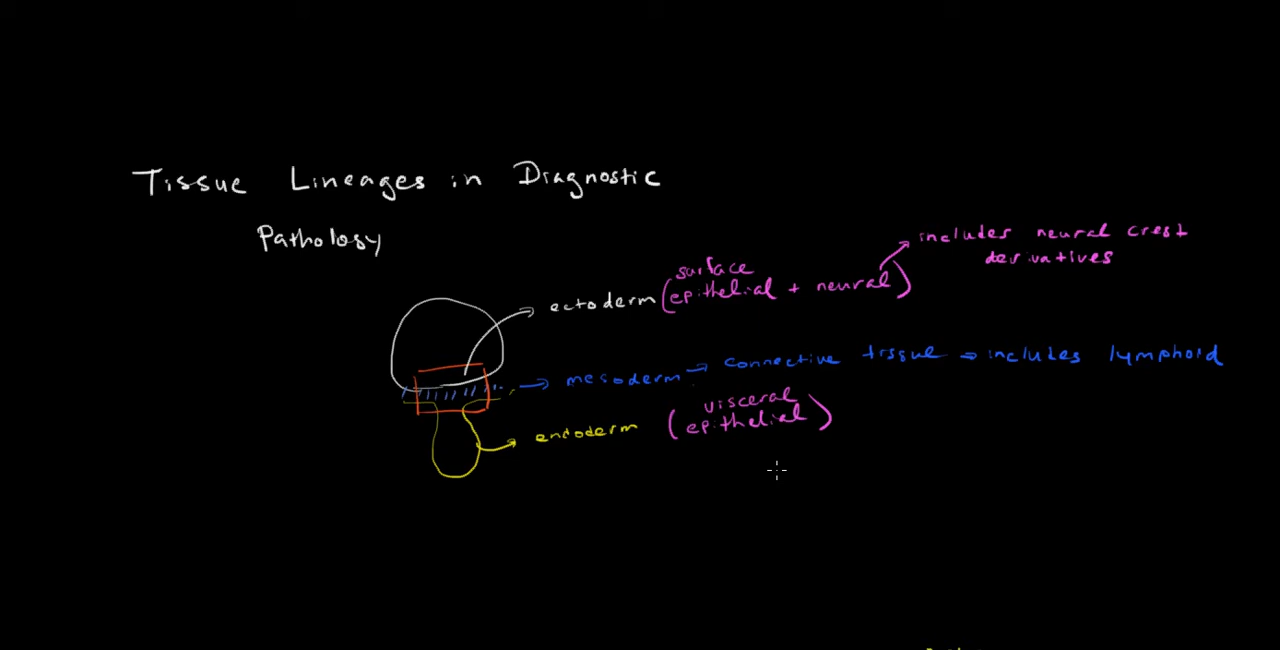 Tissue Lineages in Diagnostic
Pathology
includes neural crest
derivatives
surface
ectoderm (epithelial + neural)
mesoderm → connective tissue → includes lymphoid
visceral
endoderm (epithelial)